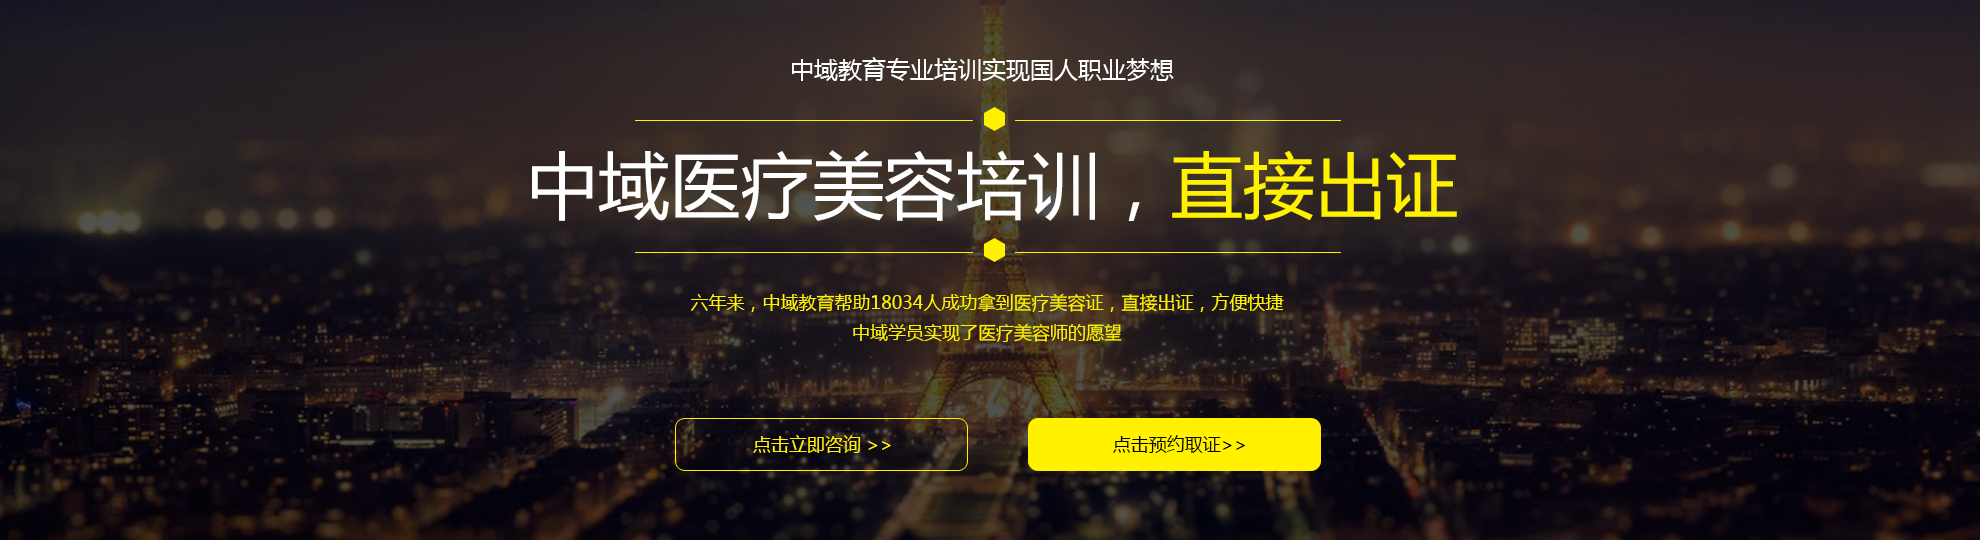 中域教育专业培训实现国人职业梦想
中域医疗美容培训，直接出证
六年来，中域教育帮助18034人成功拿到医疗美容证，直接出证，方便快捷
中域学员实现了医疗美容师的愿望
点击立即咨询 >>
点击预约取证>>